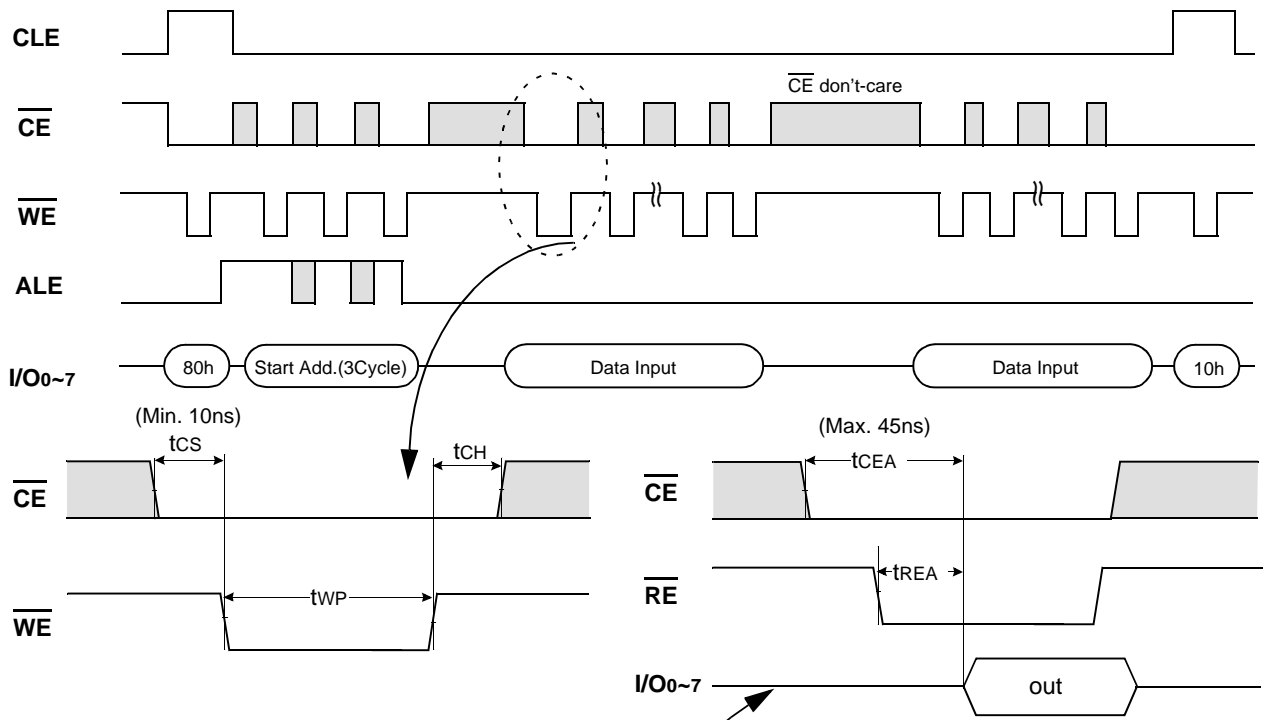 CLE
CE don't-care
CE
WE
ALE
I/O0~7 80h Start Add.(3Cycle) Data Input Data Input 10h
(Min. 10ns)
tCS tCH
CE
tWP
WE
(Max. 45ns)
tCEA
CE
tREA
RE
I/O0~7 out